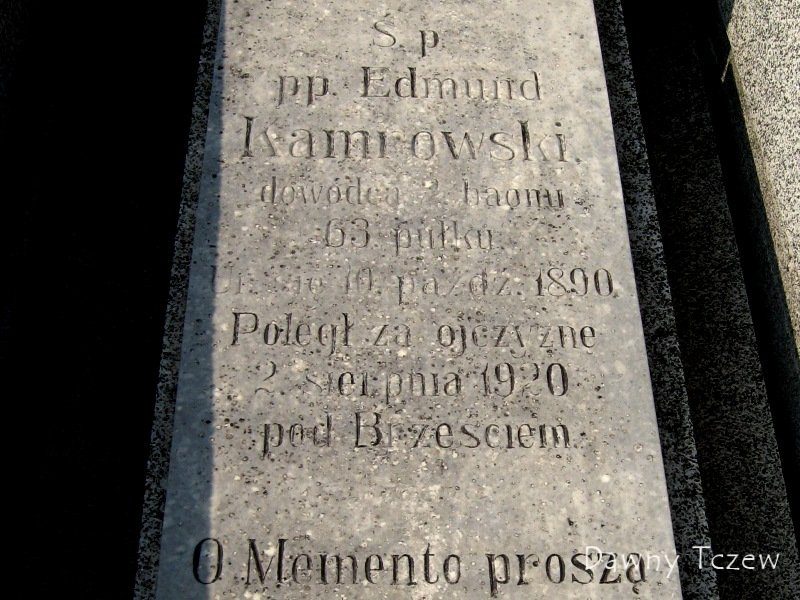 Ś. p.
pp. Edmund
Kamrowski.
dowódca 2. baonu
63 pułku
Ur. się 10. paźdź. 1890
Poległ za ojczyznę
2. sierpnia 1920
pod Brześciem.
O Memento proszą
Dawny Tczew